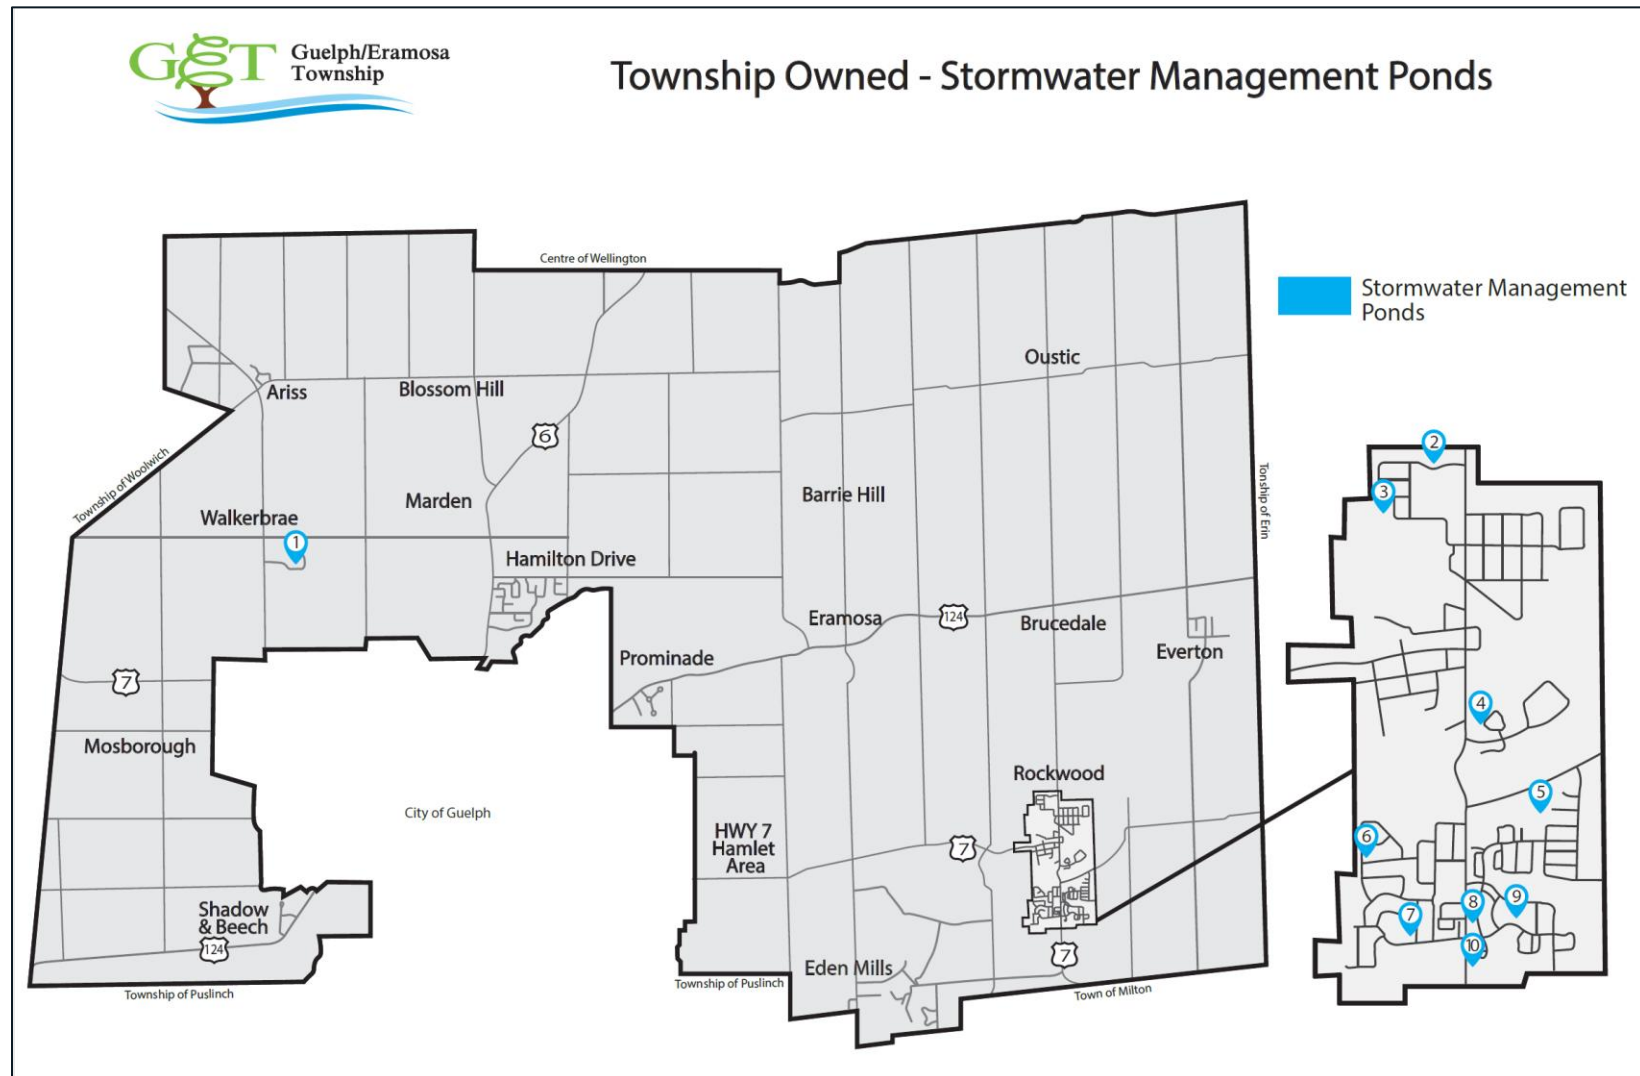 GET
Guelph/Eramosa
Township
Township Owned - Stormwater Management Ponds
Centre of Wellington
Stormwater Management
Ponds
Oustic
Ariss
Blossom Hill
6
Township of Woolwich
Tonship of Erin
Barrie Hill
Marden
Walkerbrae
1
Hamilton Drive
Eramosa
124
Brucedale
Everton
Prominade
7
Mosborough
City of Guelph
Rockwood
HWY 7
Hamlet
Area
7
Shadow
& Beech
124
Eden Mills
7
Township of Puslinch
Township of Puslinch
Town of Milton
2
3
4
5
6
7
8
9
10